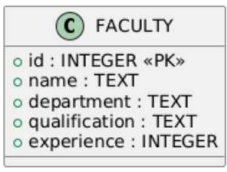 C FACULTY
id : INTEGER «PK»
name : TEXT
department : TEXT
qualification : TEXT
experience : INTEGER